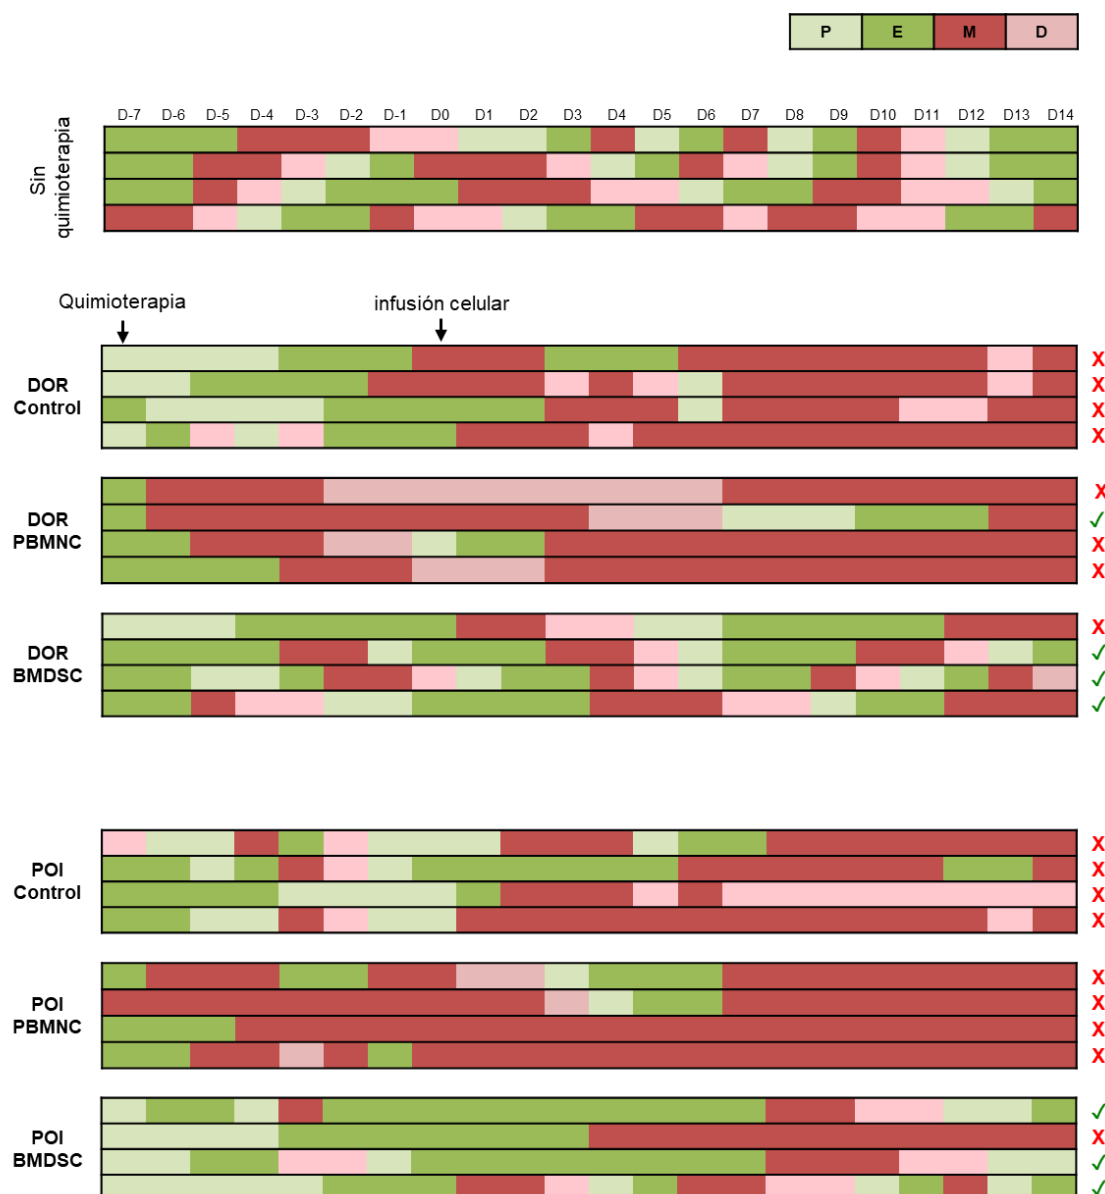 P E M D
D-7 D-6 D-5 D-4 D-3 D-2 D-1 D0 D1 D2 D3 D4 D5 D6 D7 D8 D9 D10 D11 D12 D13 D14
Sin
quimioterapia
Quimioterapia
infusión celular
DOR
Control
X
X
X
X
DOR
PBMNC
X
✓
X
X
DOR
BMDSC
X
✓
✓
✓
POI
Control
X
X
X
X
POI
PBMNC
X
X
X
X
POI
BMDSC
✓
X
✓
✓